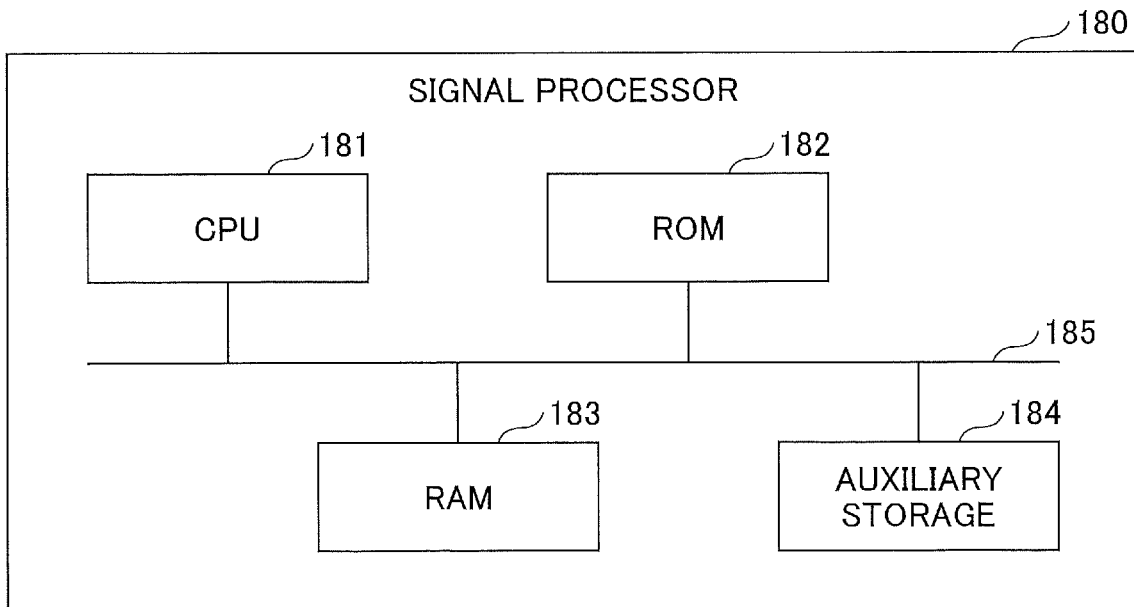 180
SIGNAL PROCESSOR
181
182
CPU
ROM
185
183
184
RAM
AUXILIARY
STORAGE